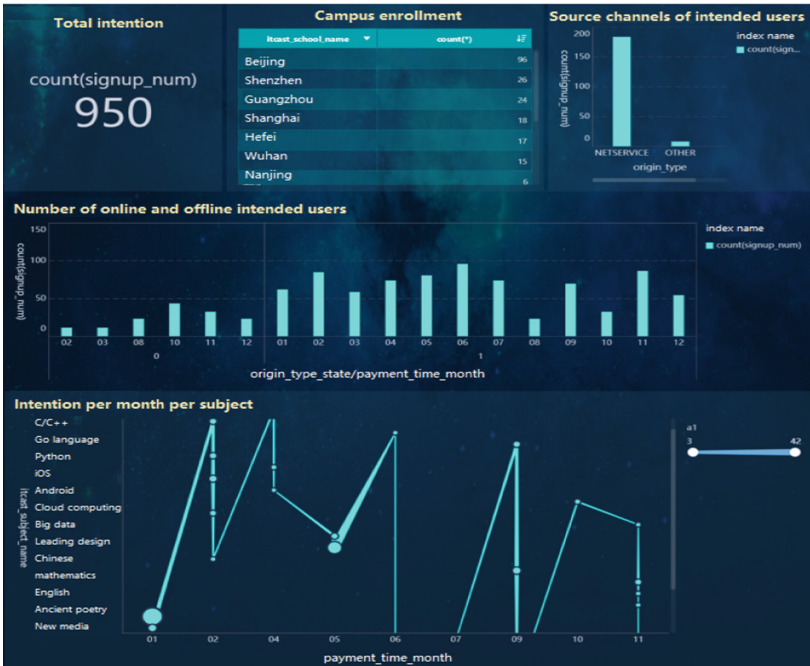 Total intention
count(signup_num)
950
Campus enrollment
itcast_school_name count(*)
Beijing 96
Shenzhen 26
Guangzhou 24
Shanghai 18
Hefei 17
Wuhan 15
Nanjing 6
Source channels of intended users
index name
count(sign...
count(signup_num)
200
150
100
50
0
NETSERVICE OTHER
origin_type
Number of online and offline intended users
index name
count(signup_num)
count(signup_num)
150
100
50
0
02 03 08 10 11 12 01 02 03 04 05 06 07 08 09 10 11 12
0 1
origin_type_state/payment_time_month
Intention per month per subject
itcast_subject_name
C/C++
Go language
Python
iOS
Android
Cloud computing
Big data
Leading design
Chinese
mathematics
English
Ancient poetry
New media
01 02 04 05 06 07 09 10 11
payment_time_month
a1
3 42